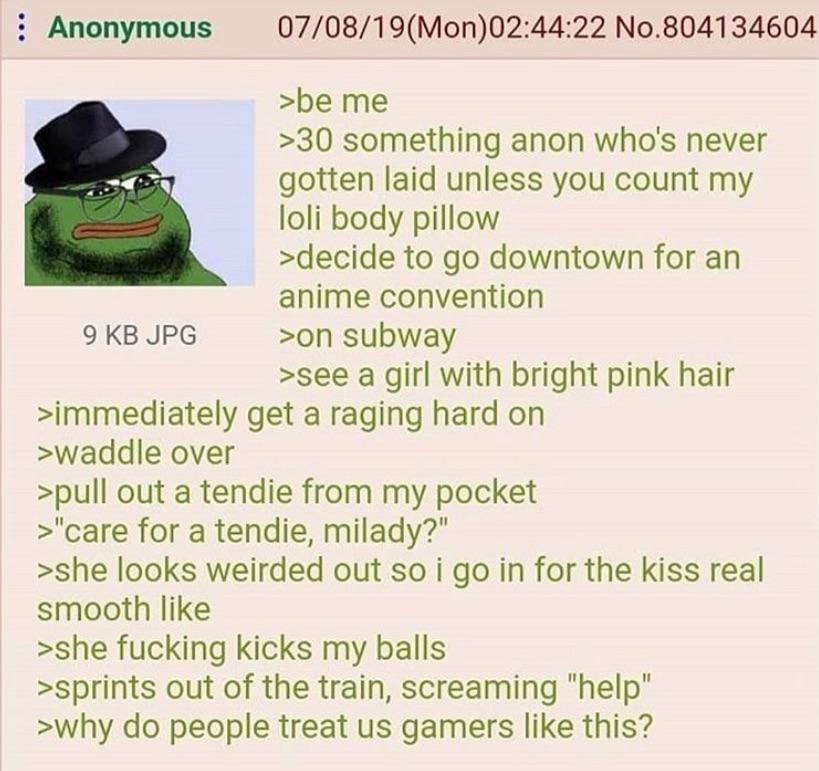 Anonymous 07/08/19(Mon)02:44:22 No.804134604
>be me
>30 something anon who's never
gotten laid unless you count my
loli body pillow
>decide to go downtown for an
anime convention
9 KB JPG
>on subway
>see a girl with bright pink hair
>immediately get a raging hard on
>waddle over
>pull out a tendie from my pocket
>"care for a tendie, milady?"
>she looks weirded out so i go in for the kiss real
smooth like
>she fucking kicks my balls
>sprints out of the train, screaming "help"
>why do people treat us gamers like this?